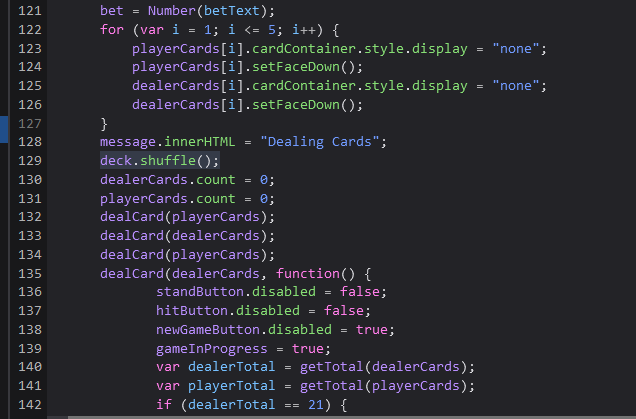 121 bet = Number(betText);
122 for (var i = 1; i <= 5; i++) {
123 playerCards[i].cardContainer.style.display = "none";
124 playerCards[i].setFaceDown();
125 dealerCards[i].cardContainer.style.display = "none";
126 dealerCards[i].setFaceDown();
127 }
128 message.innerHTML = "Dealing Cards";
129 deck.shuffle();
130 dealerCards.count = 0;
131 playerCards.count = 0;
132 dealCard(playerCards);
133 dealCard(dealerCards);
134 dealCard(playerCards);
135 dealCard(dealerCards, function() {
136 standButton.disabled = false;
137 hitButton.disabled = false;
138 newGameButton.disabled = true;
139 gameInProgress = true;
140 var dealerTotal = getTotal(dealerCards);
141 var playerTotal = getTotal(playerCards);
142 if (dealerTotal == 21) {